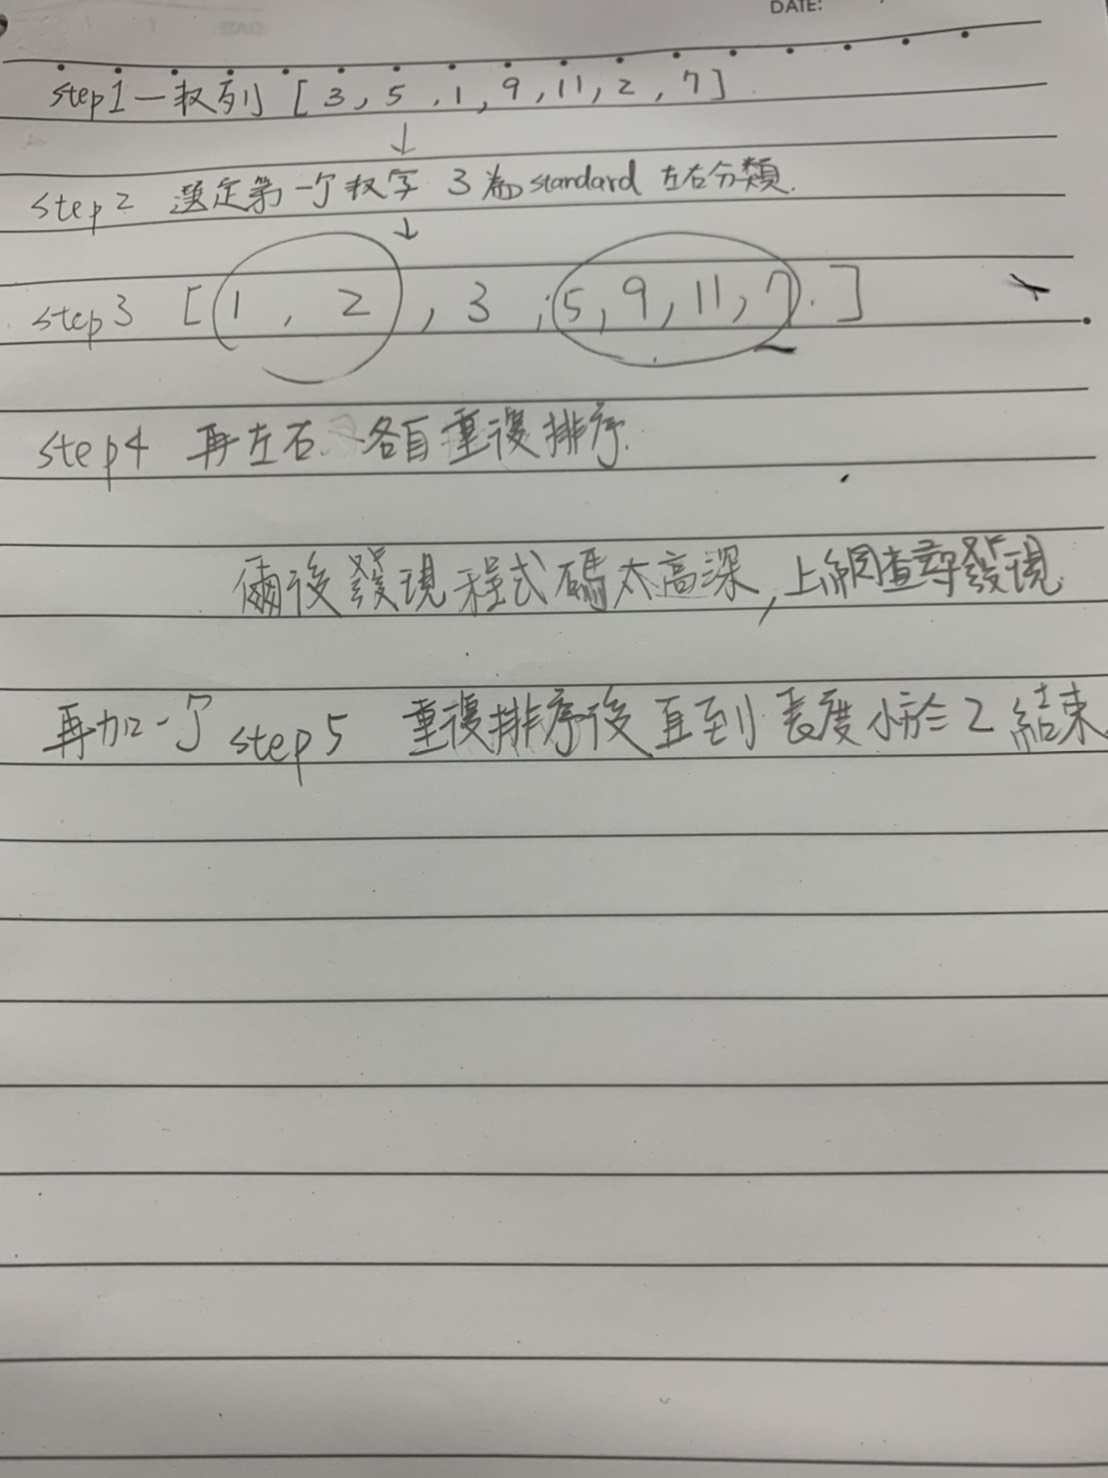 DATE:
step1 一权列 [ 3, 5, 1, 9, 11, 2, 7 ]
↓
step2 選定第一个权字 3 為 standard 左右分類.
↓
step3 [ 1, 2, 3, 5, 9, 11, 7. ]
step4 再左右、各自重複排序.
爾後發現程式碼太高深, 上網查尋發現
再加一个 step5 重複排序後直到長度小於2結束